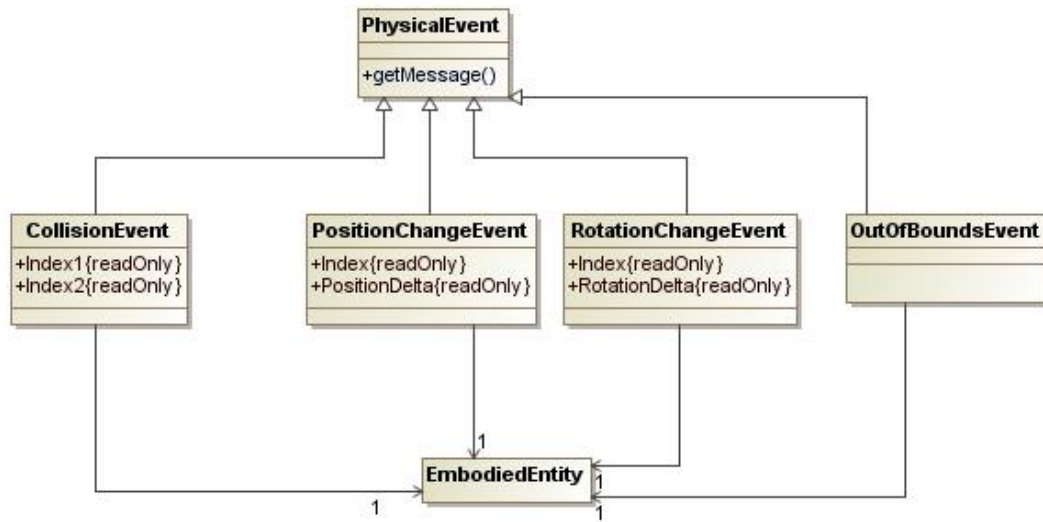 PhysicalEvent
+getMessage()
CollisionEvent
+Index1{readOnly}
+Index2{readOnly}
PositionChangeEvent
+Index{readOnly}
+PositionDelta{readOnly}
RotationChangeEvent
+Index{readOnly}
+RotationDelta{readOnly}
OutOfBoundsEvent
1
EmbodiedEntity
1
1
1